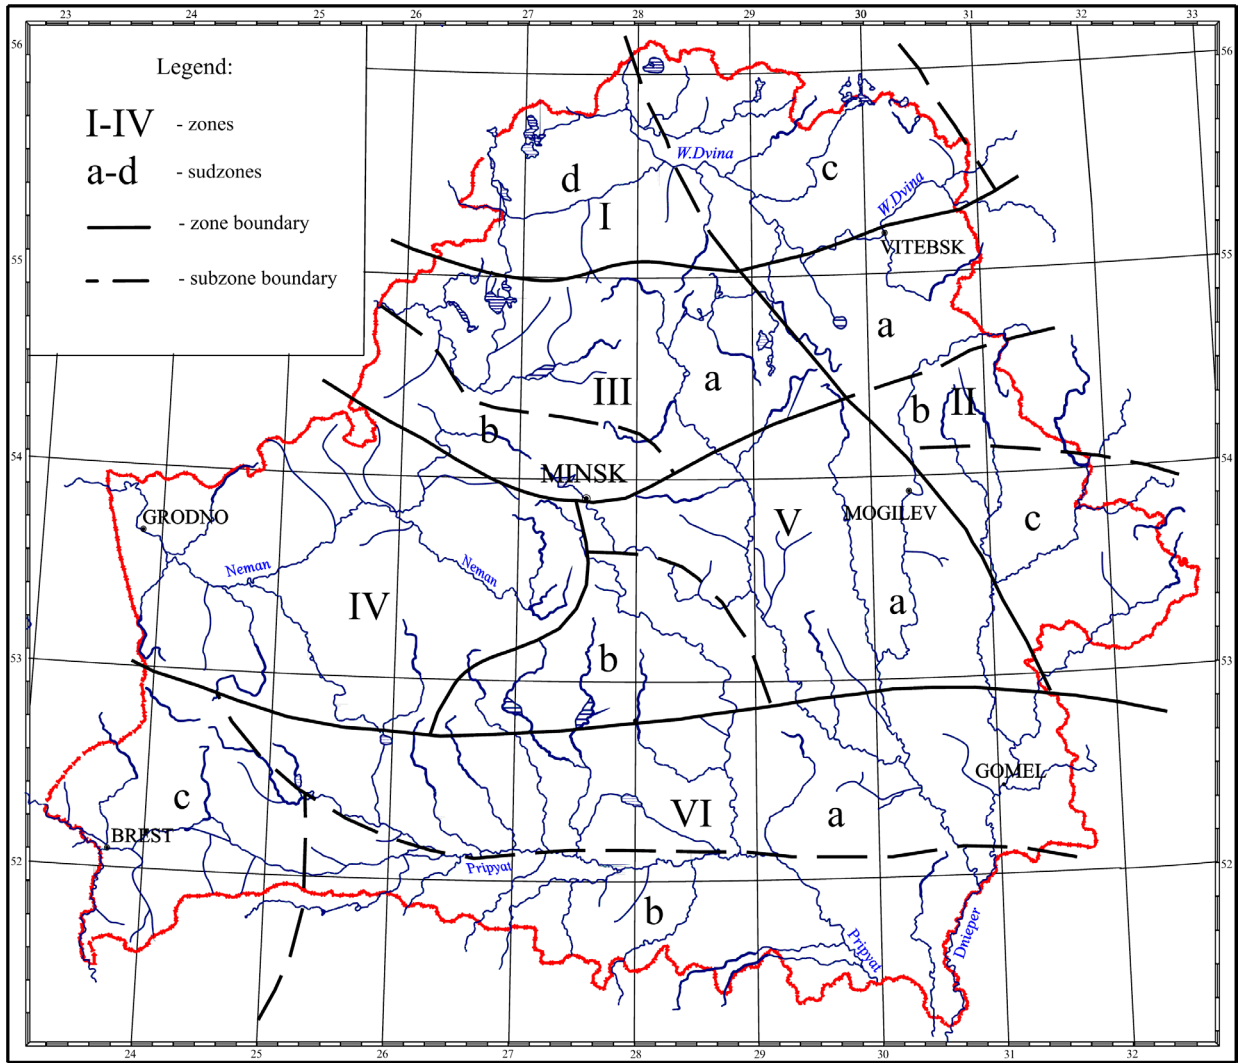 23 24 25 26 27 28 29 30 31 32 33
56 56
Legend:
I-IV - zones
a-d - sudzones
- zone boundary
- subzone boundary
W.Dvina
d
c
I
W.Dvina
VITEBSK
55 55
a
III
a
b
II
b
54 54
MINSK
GRODNO
V
MOGILEV
c
Neman
Neman
IV
a
b
53 53
GOMEL
c
VI
a
BREST
52 52
Pripyat
b
Pripyat
Dnieper
24 25 26 27 28 29 30 31 32